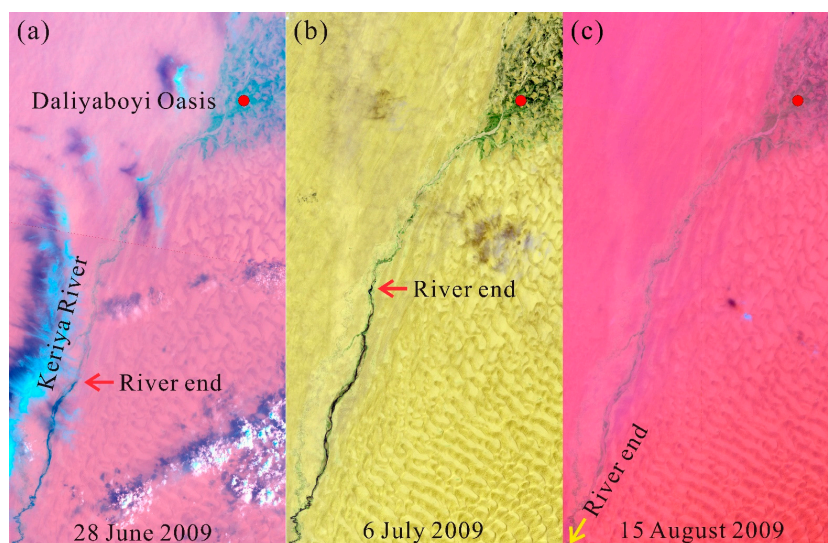 (a)
Daliyaboyi Oasis
Keriya River
River end
28 June 2009
(b)
River end
6 July 2009
(c)
River end
15 August 2009